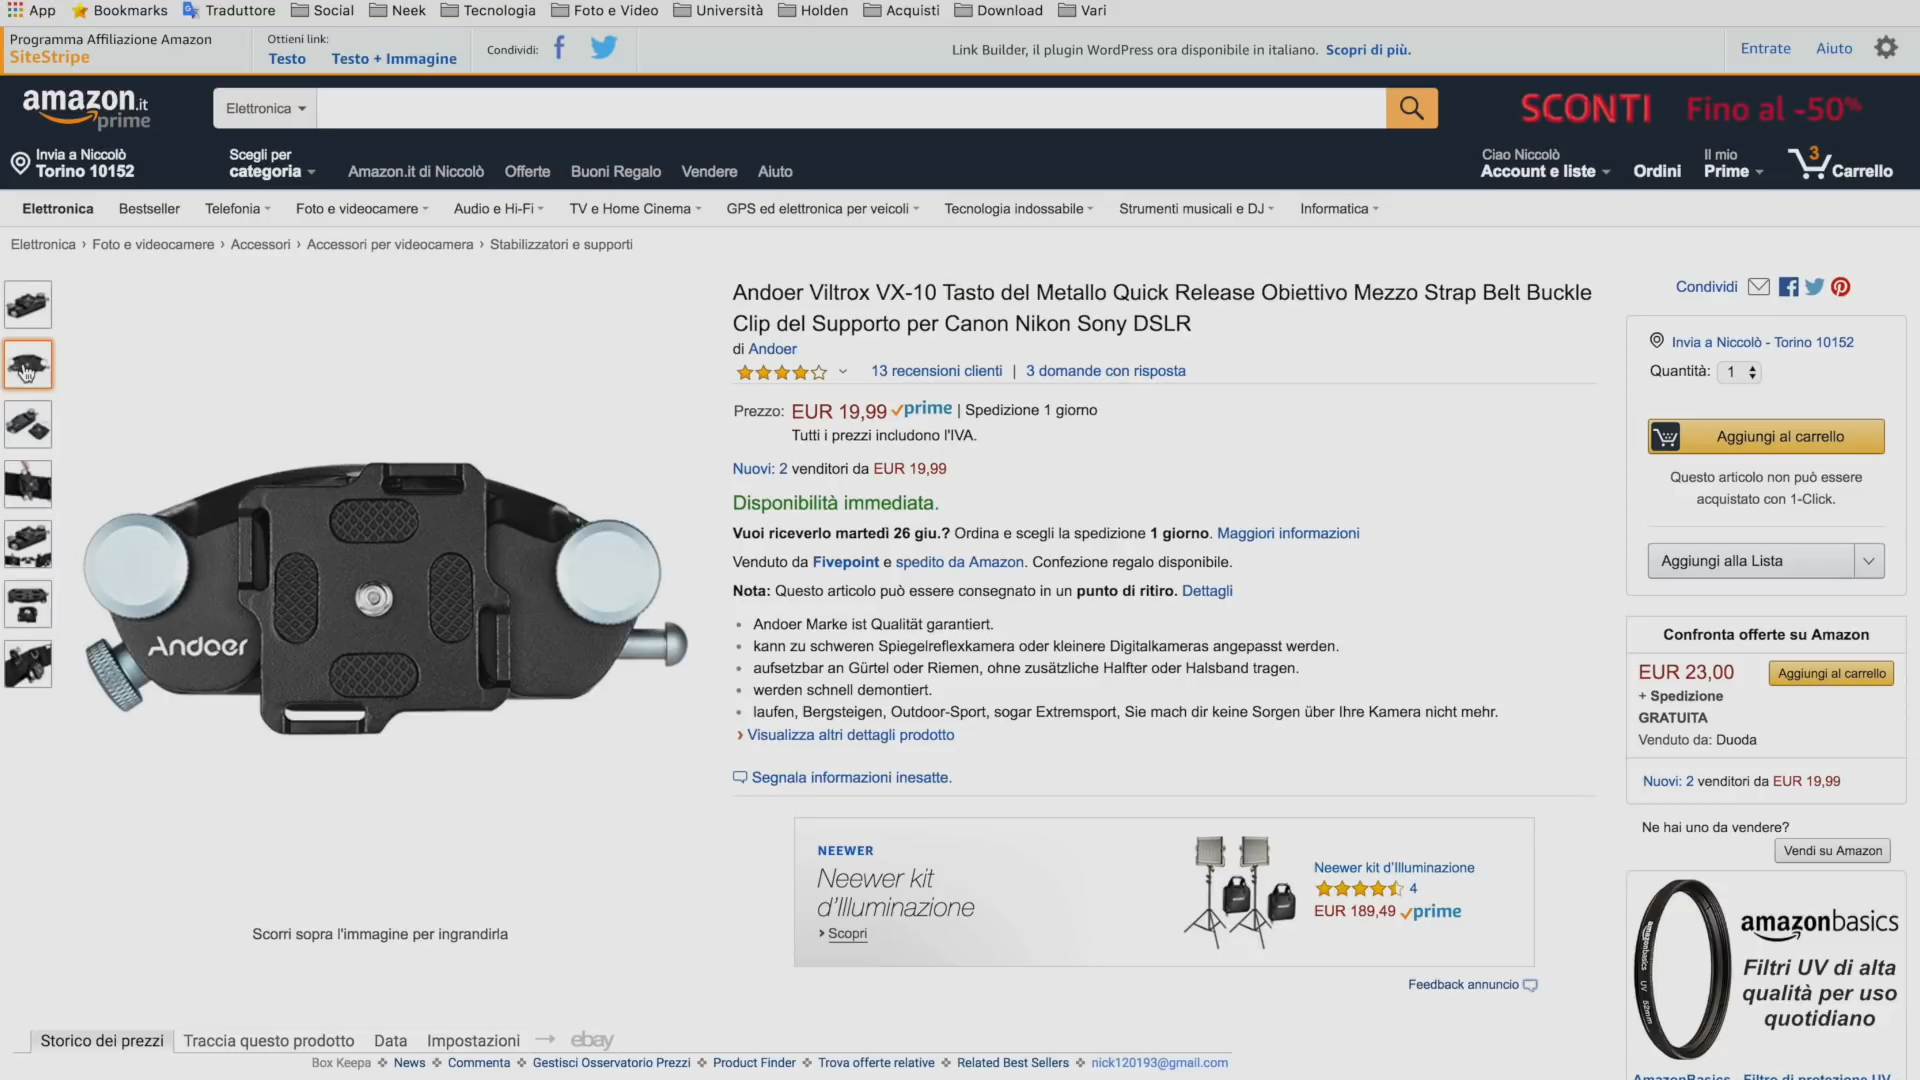 App Bookmarks Traduttore Social Neek Tecnologia Foto e Video Università Holden Acquisti Download Vari
Programma Affiliazione Amazon
SiteStripe
Ottieni link:
Testo Testo + Immagine
Condividi:
Link Builder, il plugin WordPress ora disponibile in italiano. Scopri di più.
Entrate Aiuto
amazon.it
prime
Elettronica
SCONTI Fino al -50%
Invia a Niccolò
Torino 10152
Scegli per
categoria
Amazon.it di Niccolò Offerte Buoni Regalo Vendere Aiuto
Ciao Niccolò
Account e liste
Ordini
Il mio
Prime
3
Carrello
Elettronica Bestseller Telefonia Foto e videocamere Audio e Hi-Fi TV e Home Cinema GPS ed elettronica per veicoli Tecnologia indossabile Strumenti musicali e DJ Informatica
Elettronica › Foto e videocamere › Accessori › Accessori per videocamera › Stabilizzatori e supporti
Andoer
Scorri sopra l'immagine per ingrandirla
Andoer Viltrox VX-10 Tasto del Metallo Quick Release Obiettivo Mezzo Strap Belt Buckle
Clip del Supporto per Canon Nikon Sony DSLR
di Andoer
13 recensioni clienti | 3 domande con risposta
Prezzo: EUR 19,99 prime | Spedizione 1 giorno
Tutti i prezzi includono l'IVA.
Nuovi: 2 venditori da EUR 19,99
Disponibilità immediata.
Vuoi riceverlo martedì 26 giu.? Ordina e scegli la spedizione 1 giorno. Maggiori informazioni
Venduto da Fivepoint e spedito da Amazon. Confezione regalo disponibile.
Nota: Questo articolo può essere consegnato in un punto di ritiro. Dettagli
• Andoer Marke ist Qualität garantiert.
• kann zu schweren Spiegelreflexkamera oder kleinere Digitalkameras angepasst werden.
• aufsetzbar an Gürtel oder Riemen, ohne zusätzliche Halfter oder Halsband tragen.
• werden schnell demontiert.
• laufen, Bergsteigen, Outdoor-Sport, sogar Extremsport, Sie mach dir keine Sorgen über Ihre Kamera nicht mehr.
› Visualizza altri dettagli prodotto
Segnala informazioni inesatte.
NEEWER
Neewer kit
d'Illuminazione
› Scopri
Neewer kit d'Illuminazione
4
EUR 189,49 prime
Feedback annuncio
Condividi
Invia a Niccolò - Torino 10152
Quantità: 1
Aggiungi al carrello
Questo articolo non può essere
acquistato con 1-Click.
Aggiungi alla Lista
Confronta offerte su Amazon
EUR 23,00
Aggiungi al carrello
+ Spedizione
GRATUITA
Venduto da: Duoda
Nuovi: 2 venditori da EUR 19,99
Ne hai uno da vendere?
Vendi su Amazon
amazonbasics UV 52mm
amazonbasics
Filtri UV di alta
qualità per uso
quotidiano
AmazonBasics - Filtro di protezione UV
Storico dei prezzi Traccia questo prodotto Data Impostazioni → ebay
Box Keepa News Commenta Gestisci Osservatorio Prezzi Product Finder Trova offerte relative Related Best Sellers nick120193@gmail.com